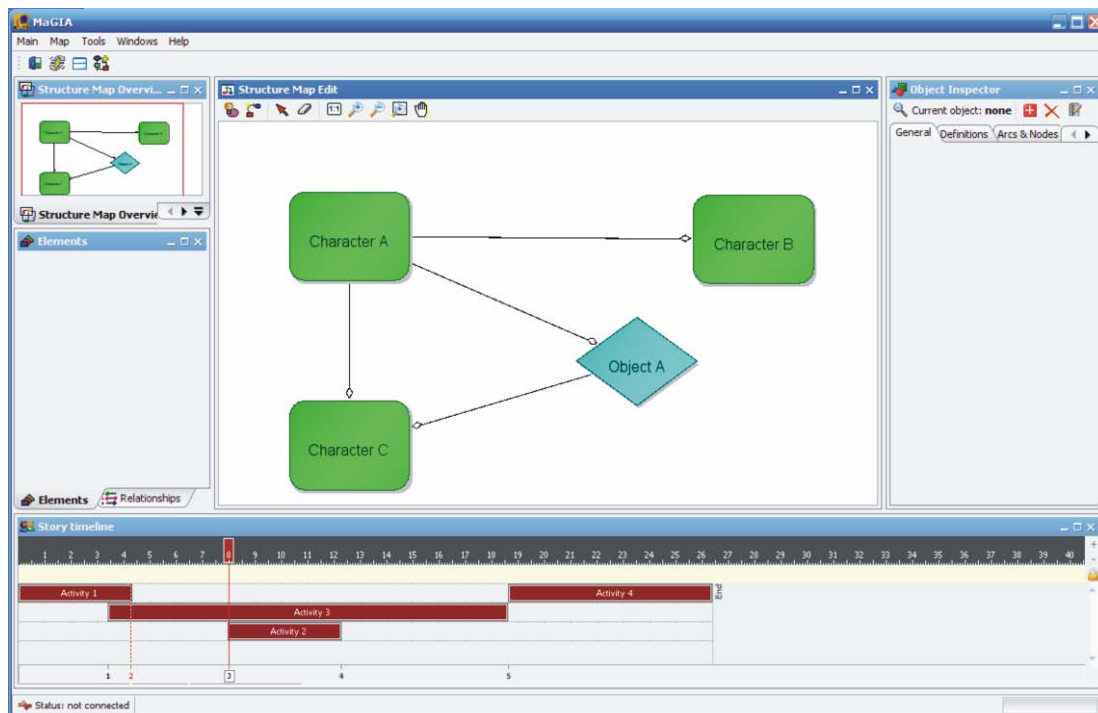 MaGIA
Main Map Tools Windows Help
Structure Map Overvi...
Structure Map Overvie
Elements
Elements Relationships
Structure Map Edit
1:1
Character A
Character B
Object A
Character C
Object Inspector
Current object: none
General Definitions Arcs & Nodes
Story timeline
1 2 3 4 5 6 7 8 9 10 11 12 13 14 15 16 17 18 19 20 21 22 23 24 25 26 27 28 29 30 31 32 33 34 35 36 37 38 39 40
Activity 1
Activity 4
End
Activity 3
Activity 2
1 2 3 4 5
Status: not connected